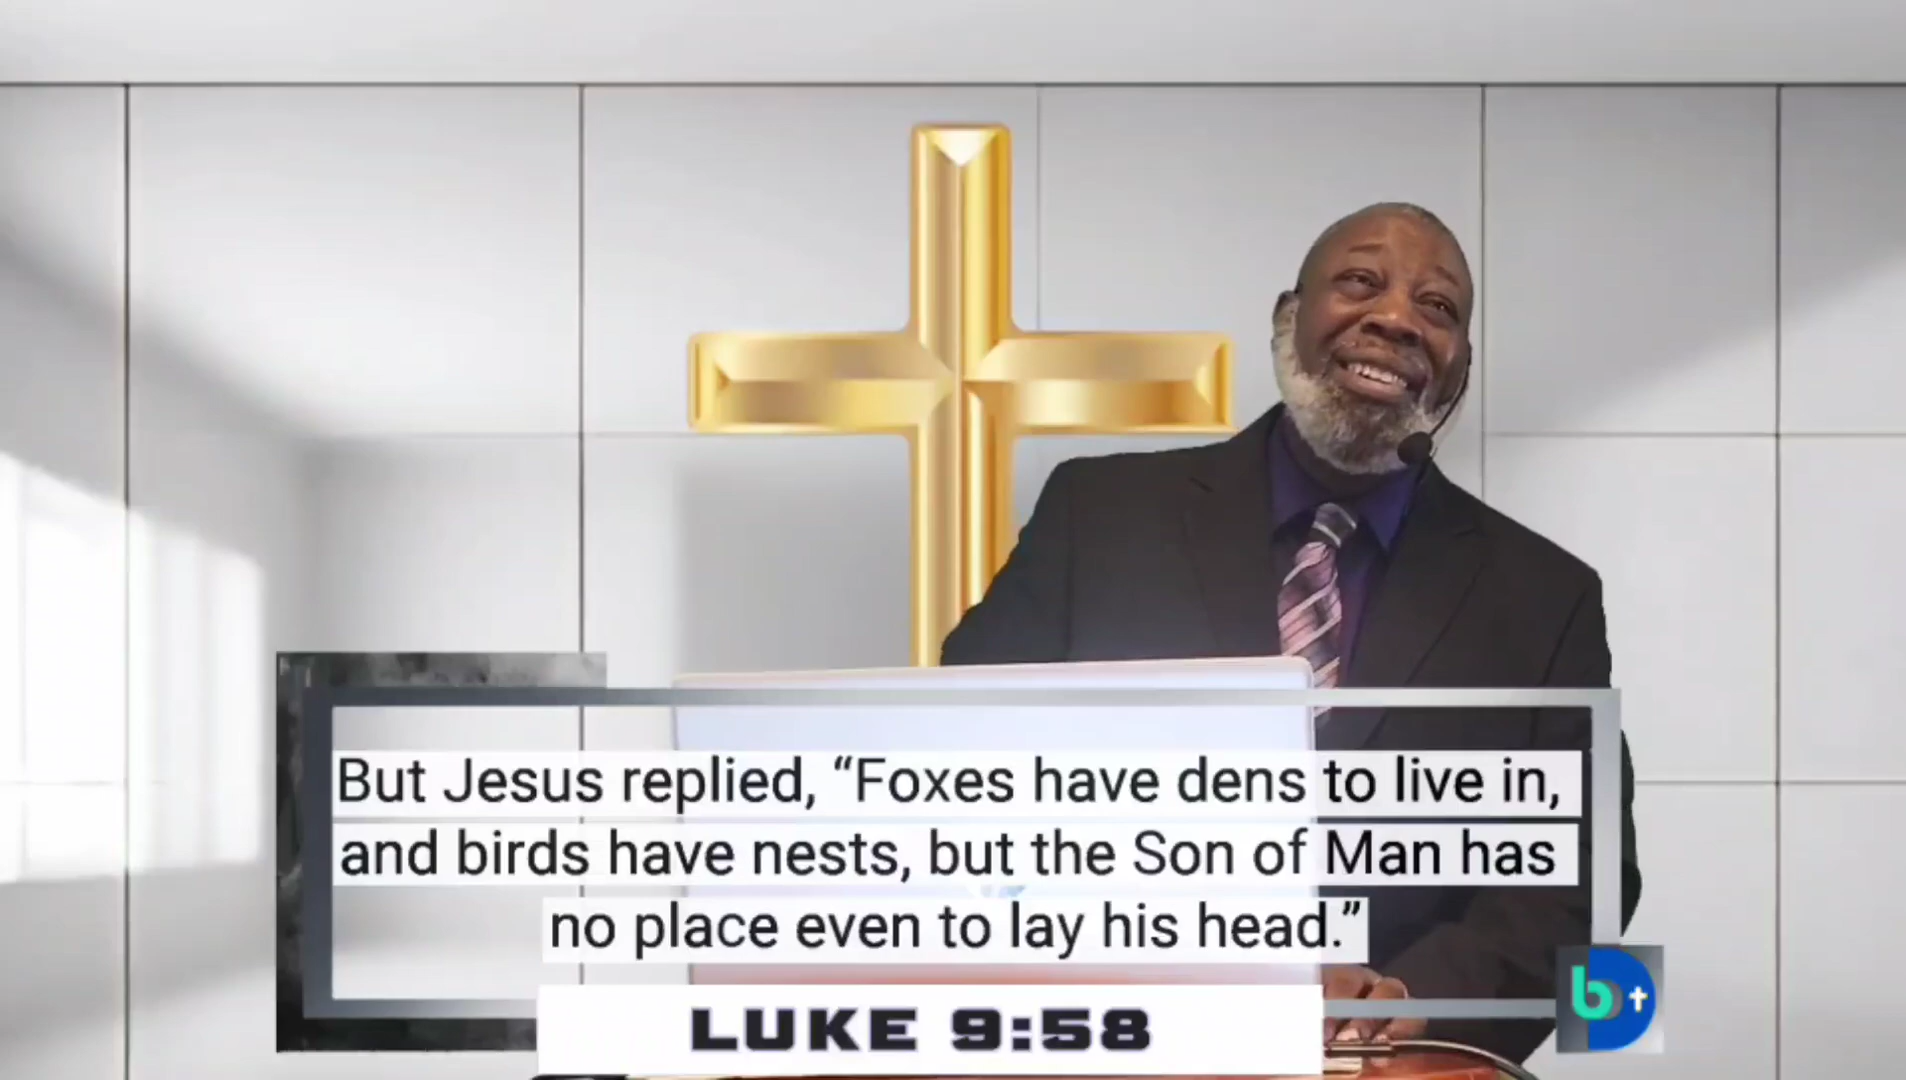 But Jesus replied, “Foxes have dens to live in,
and birds have nests, but the Son of Man has
no place even to lay his head.”
LUKE 9:58
b